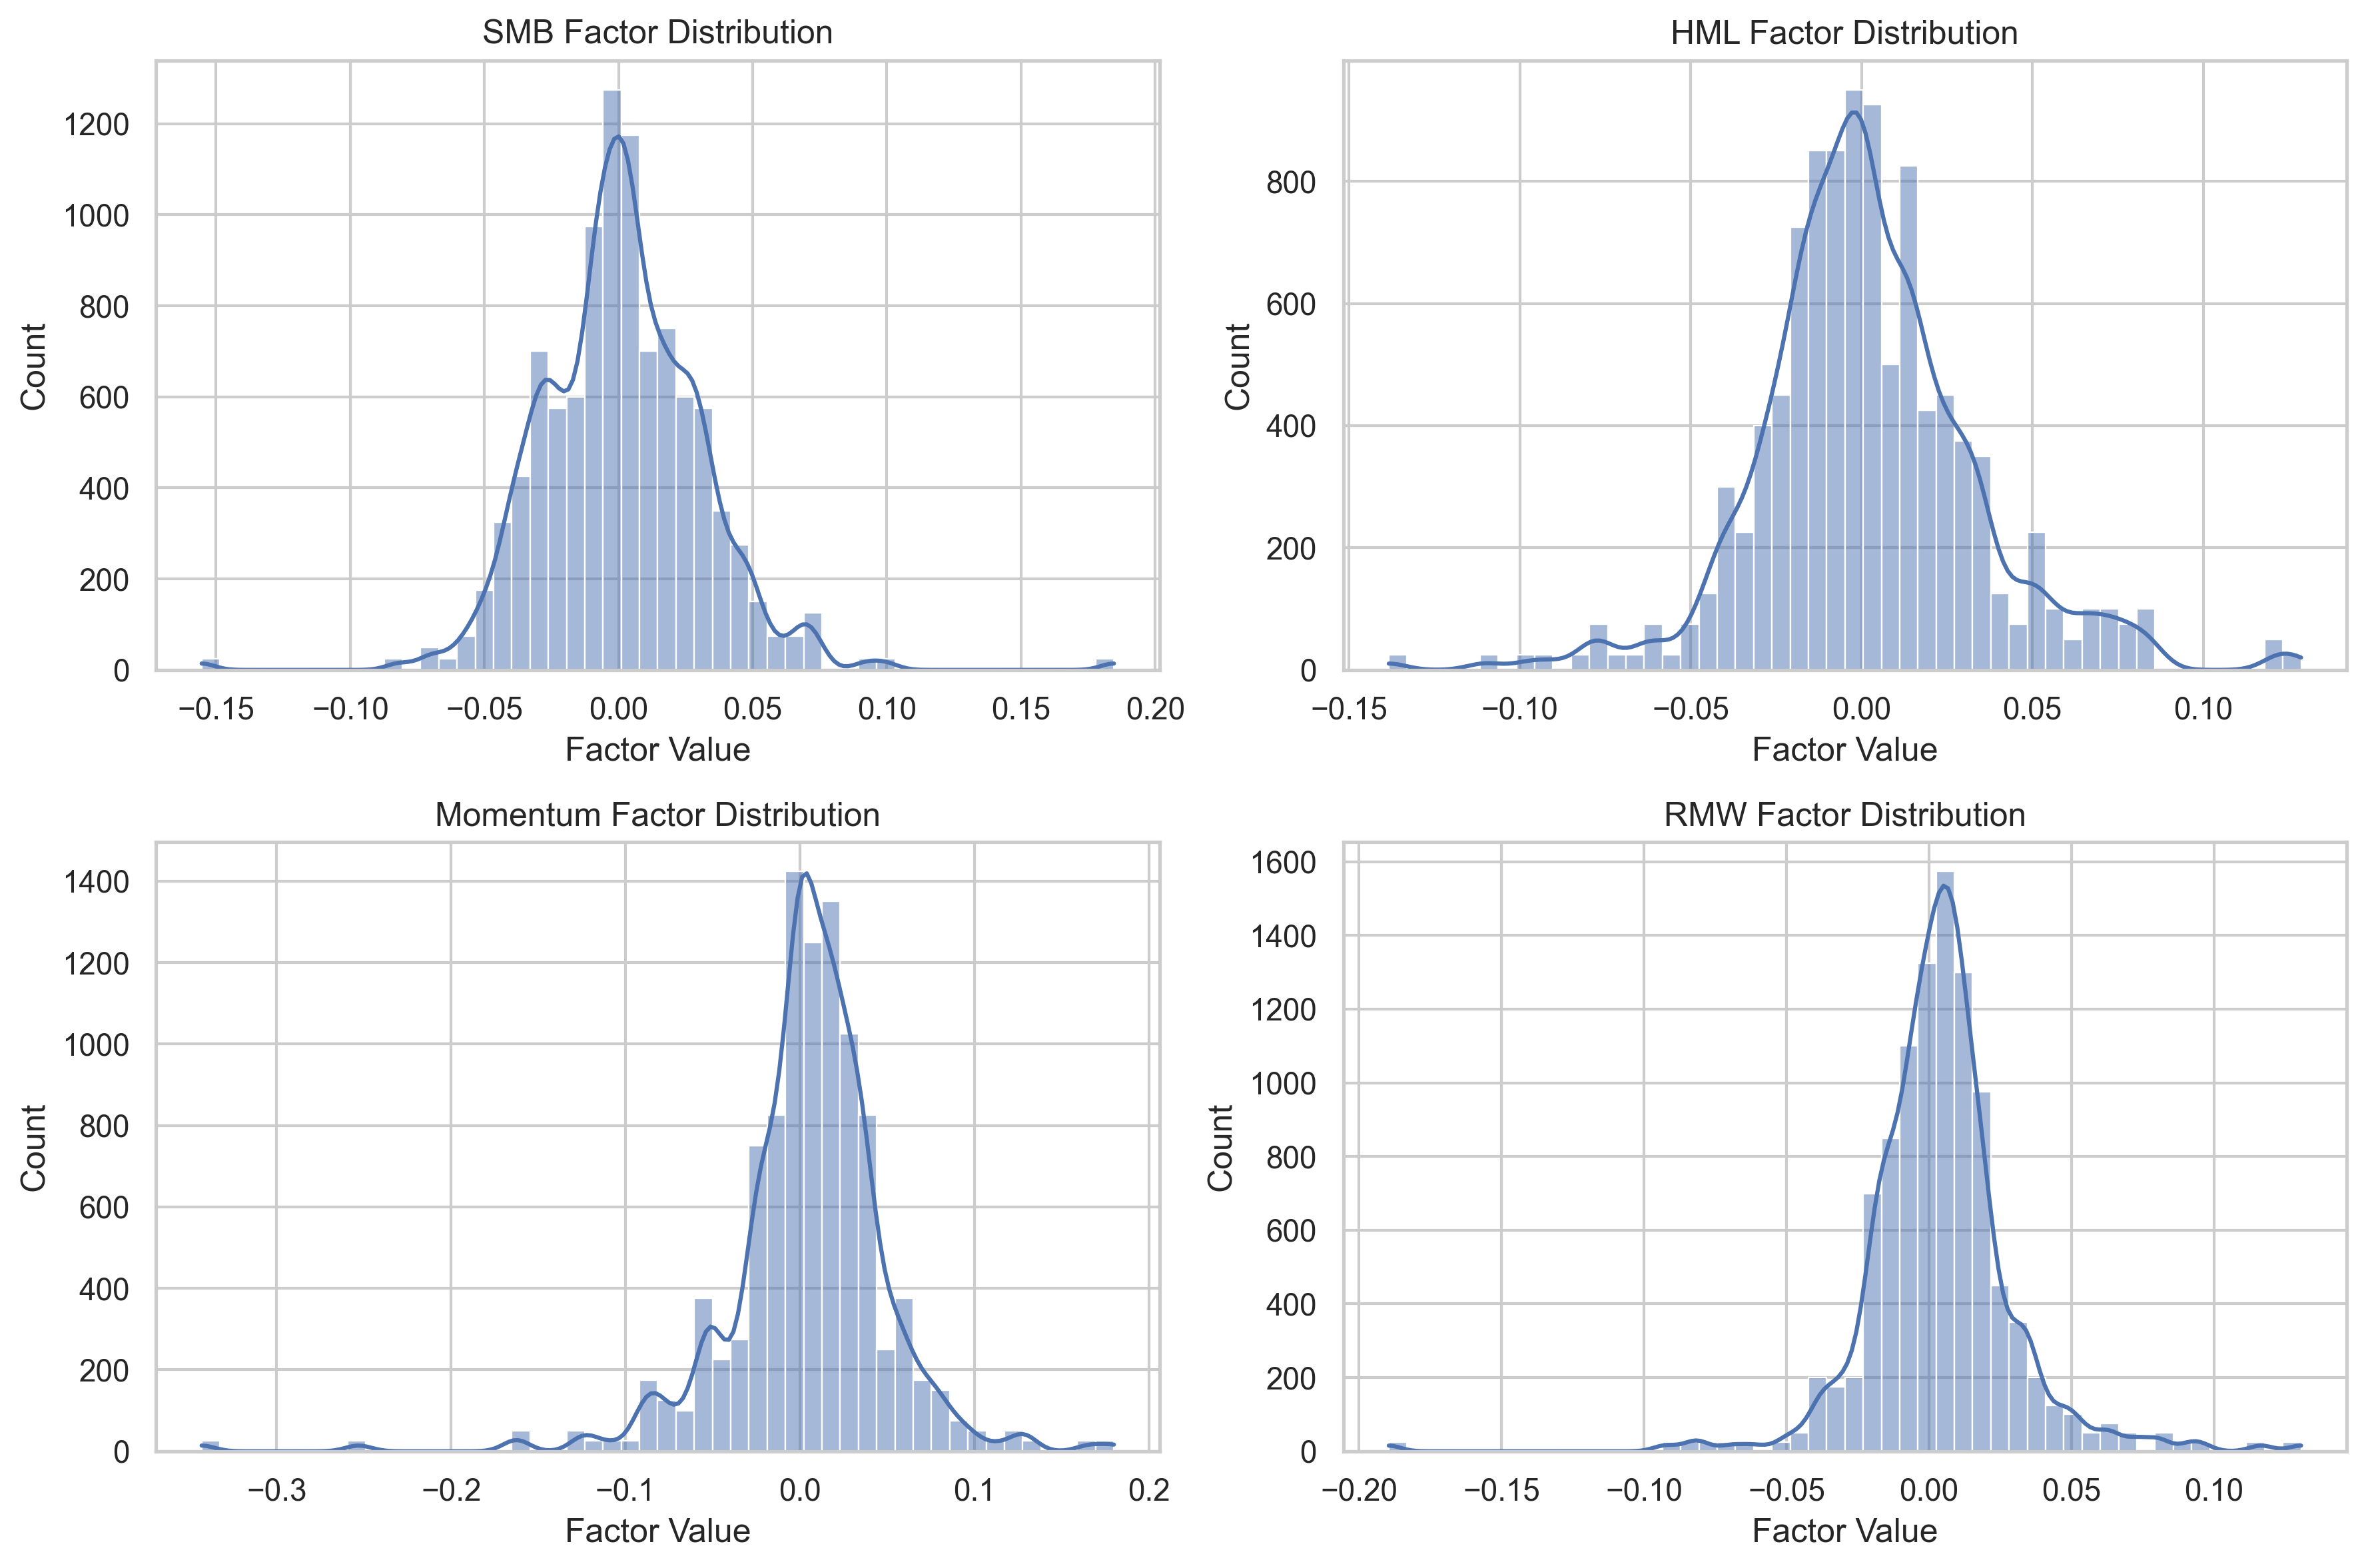 SMB Factor Distribution
Count
1200
1000
800
600
400
200
0
−0.15 −0.10 −0.05 0.00 0.05 0.10 0.15 0.20
Factor Value
HML Factor Distribution
Count
800
600
400
200
0
−0.15 −0.10 −0.05 0.00 0.05 0.10
Factor Value
Momentum Factor Distribution
Count
1400
1200
1000
800
600
400
200
0
−0.3 −0.2 −0.1 0.0 0.1 0.2
Factor Value
RMW Factor Distribution
Count
1600
1400
1200
1000
800
600
400
200
0
−0.20 −0.15 −0.10 −0.05 0.00 0.05 0.10
Factor Value